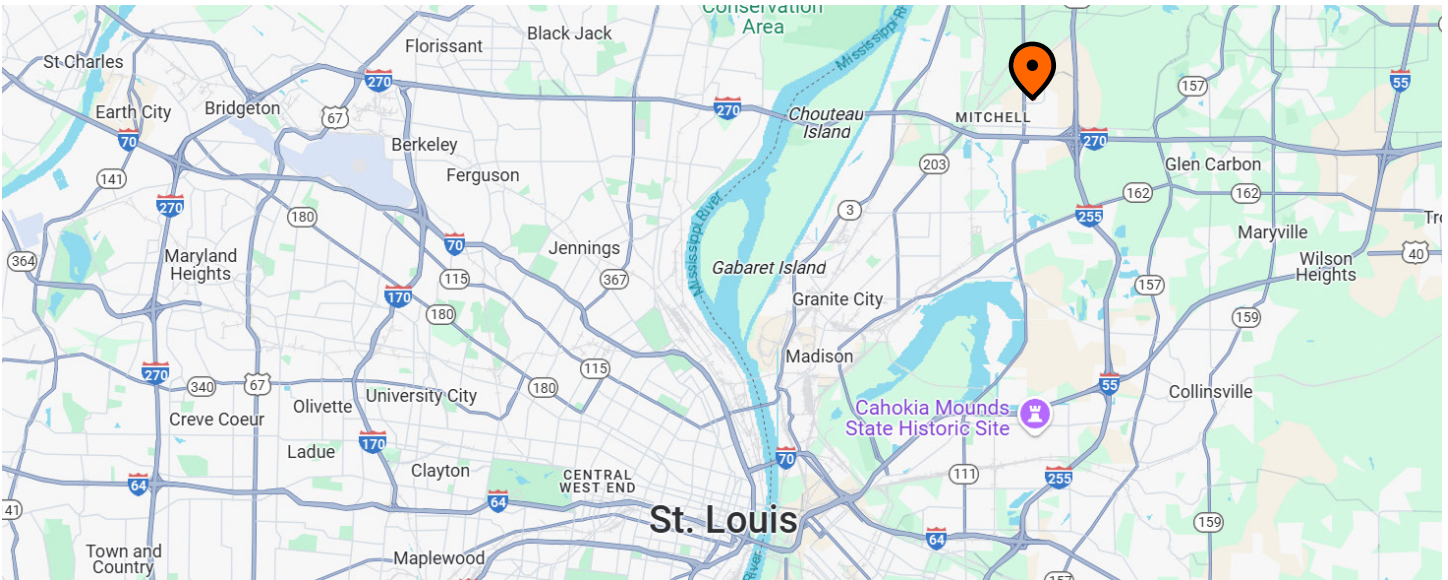 Conservation
Area
Mississippi Ri
Black Jack
Florissant
St Charles
270
55
157
Earth City
Bridgeton
67
270
Chouteau
Island
MITCHELL
70
Berkeley
270
Glen Carbon
203
Ferguson
141
162
162
270
180
3
255
Mississippi River
Tro
Maryville
70
Jennings
Maryland
Heights
364
40
Wilson
Heights
Gabaret Island
115
367
157
170
Granite City
180
159
Madison
115
270
340
67
180
55
University City
Olivette
Collinsville
Creve Coeur
Cahokia Mounds
State Historic Site
170
Ladue
70
Clayton
CENTRAL
WEST END
111
255
64
64
41
St. Louis
159
64
Town and
Country
Maplewood
River
157